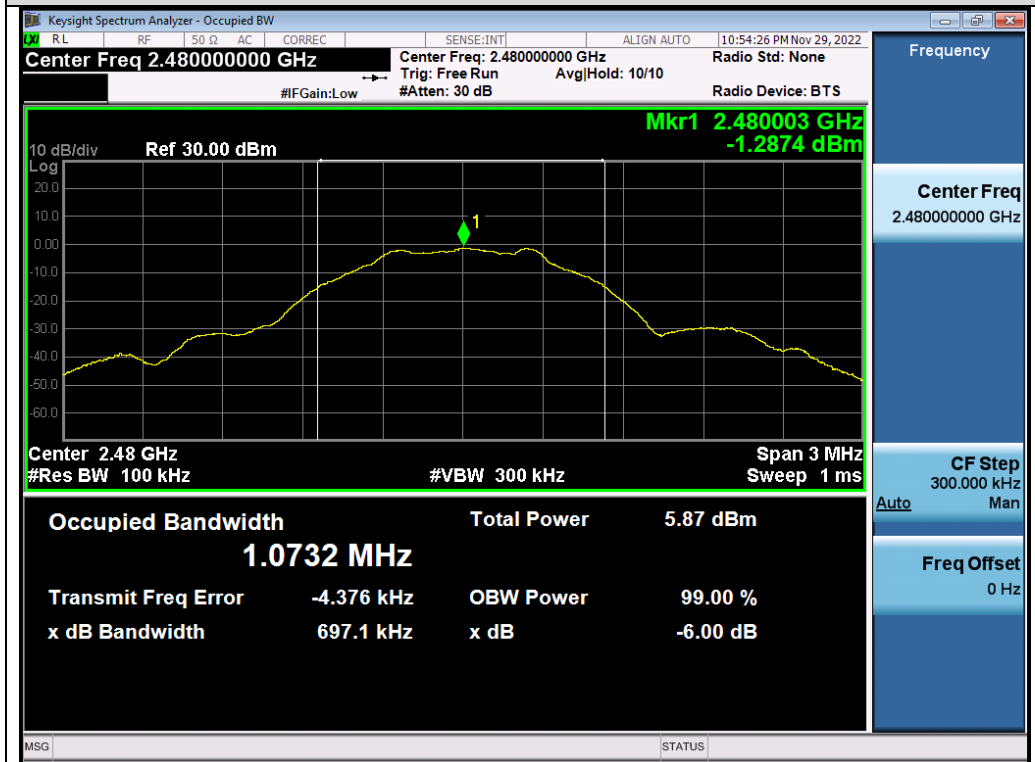 Keysight Spectrum Analyzer - Occupied BW
LXI RL RF 50 Ω AC CORREC SENSE:INT ALIGN AUTO 10:54:26 PM Nov 29, 2022
Center Freq 2.480000000 GHz
Center Freq: 2.480000000 GHz
Radio Std: None
Trig: Free Run Avg|Hold: 10/10
#IFGain:Low
#Atten: 30 dB
Radio Device: BTS
Frequency
Mkr1 2.480003 GHz
-1.2874 dBm
10 dB/div Ref 30.00 dBm
Log
20.0
10.0
0.00
-10.0
-20.0
-30.0
-40.0
-50.0
-60.0
1
Center 2.48 GHz
Span 3 MHz
#Res BW 100 kHz
#VBW 300 kHz
Sweep 1 ms
Center Freq
2.480000000 GHz
CF Step
300.000 kHz
Auto Man
Freq Offset
0 Hz
Occupied Bandwidth
1.0732 MHz
Total Power 5.87 dBm
Transmit Freq Error -4.376 kHz
OBW Power 99.00 %
x dB Bandwidth 697.1 kHz
x dB -6.00 dB
MSG
STATUS